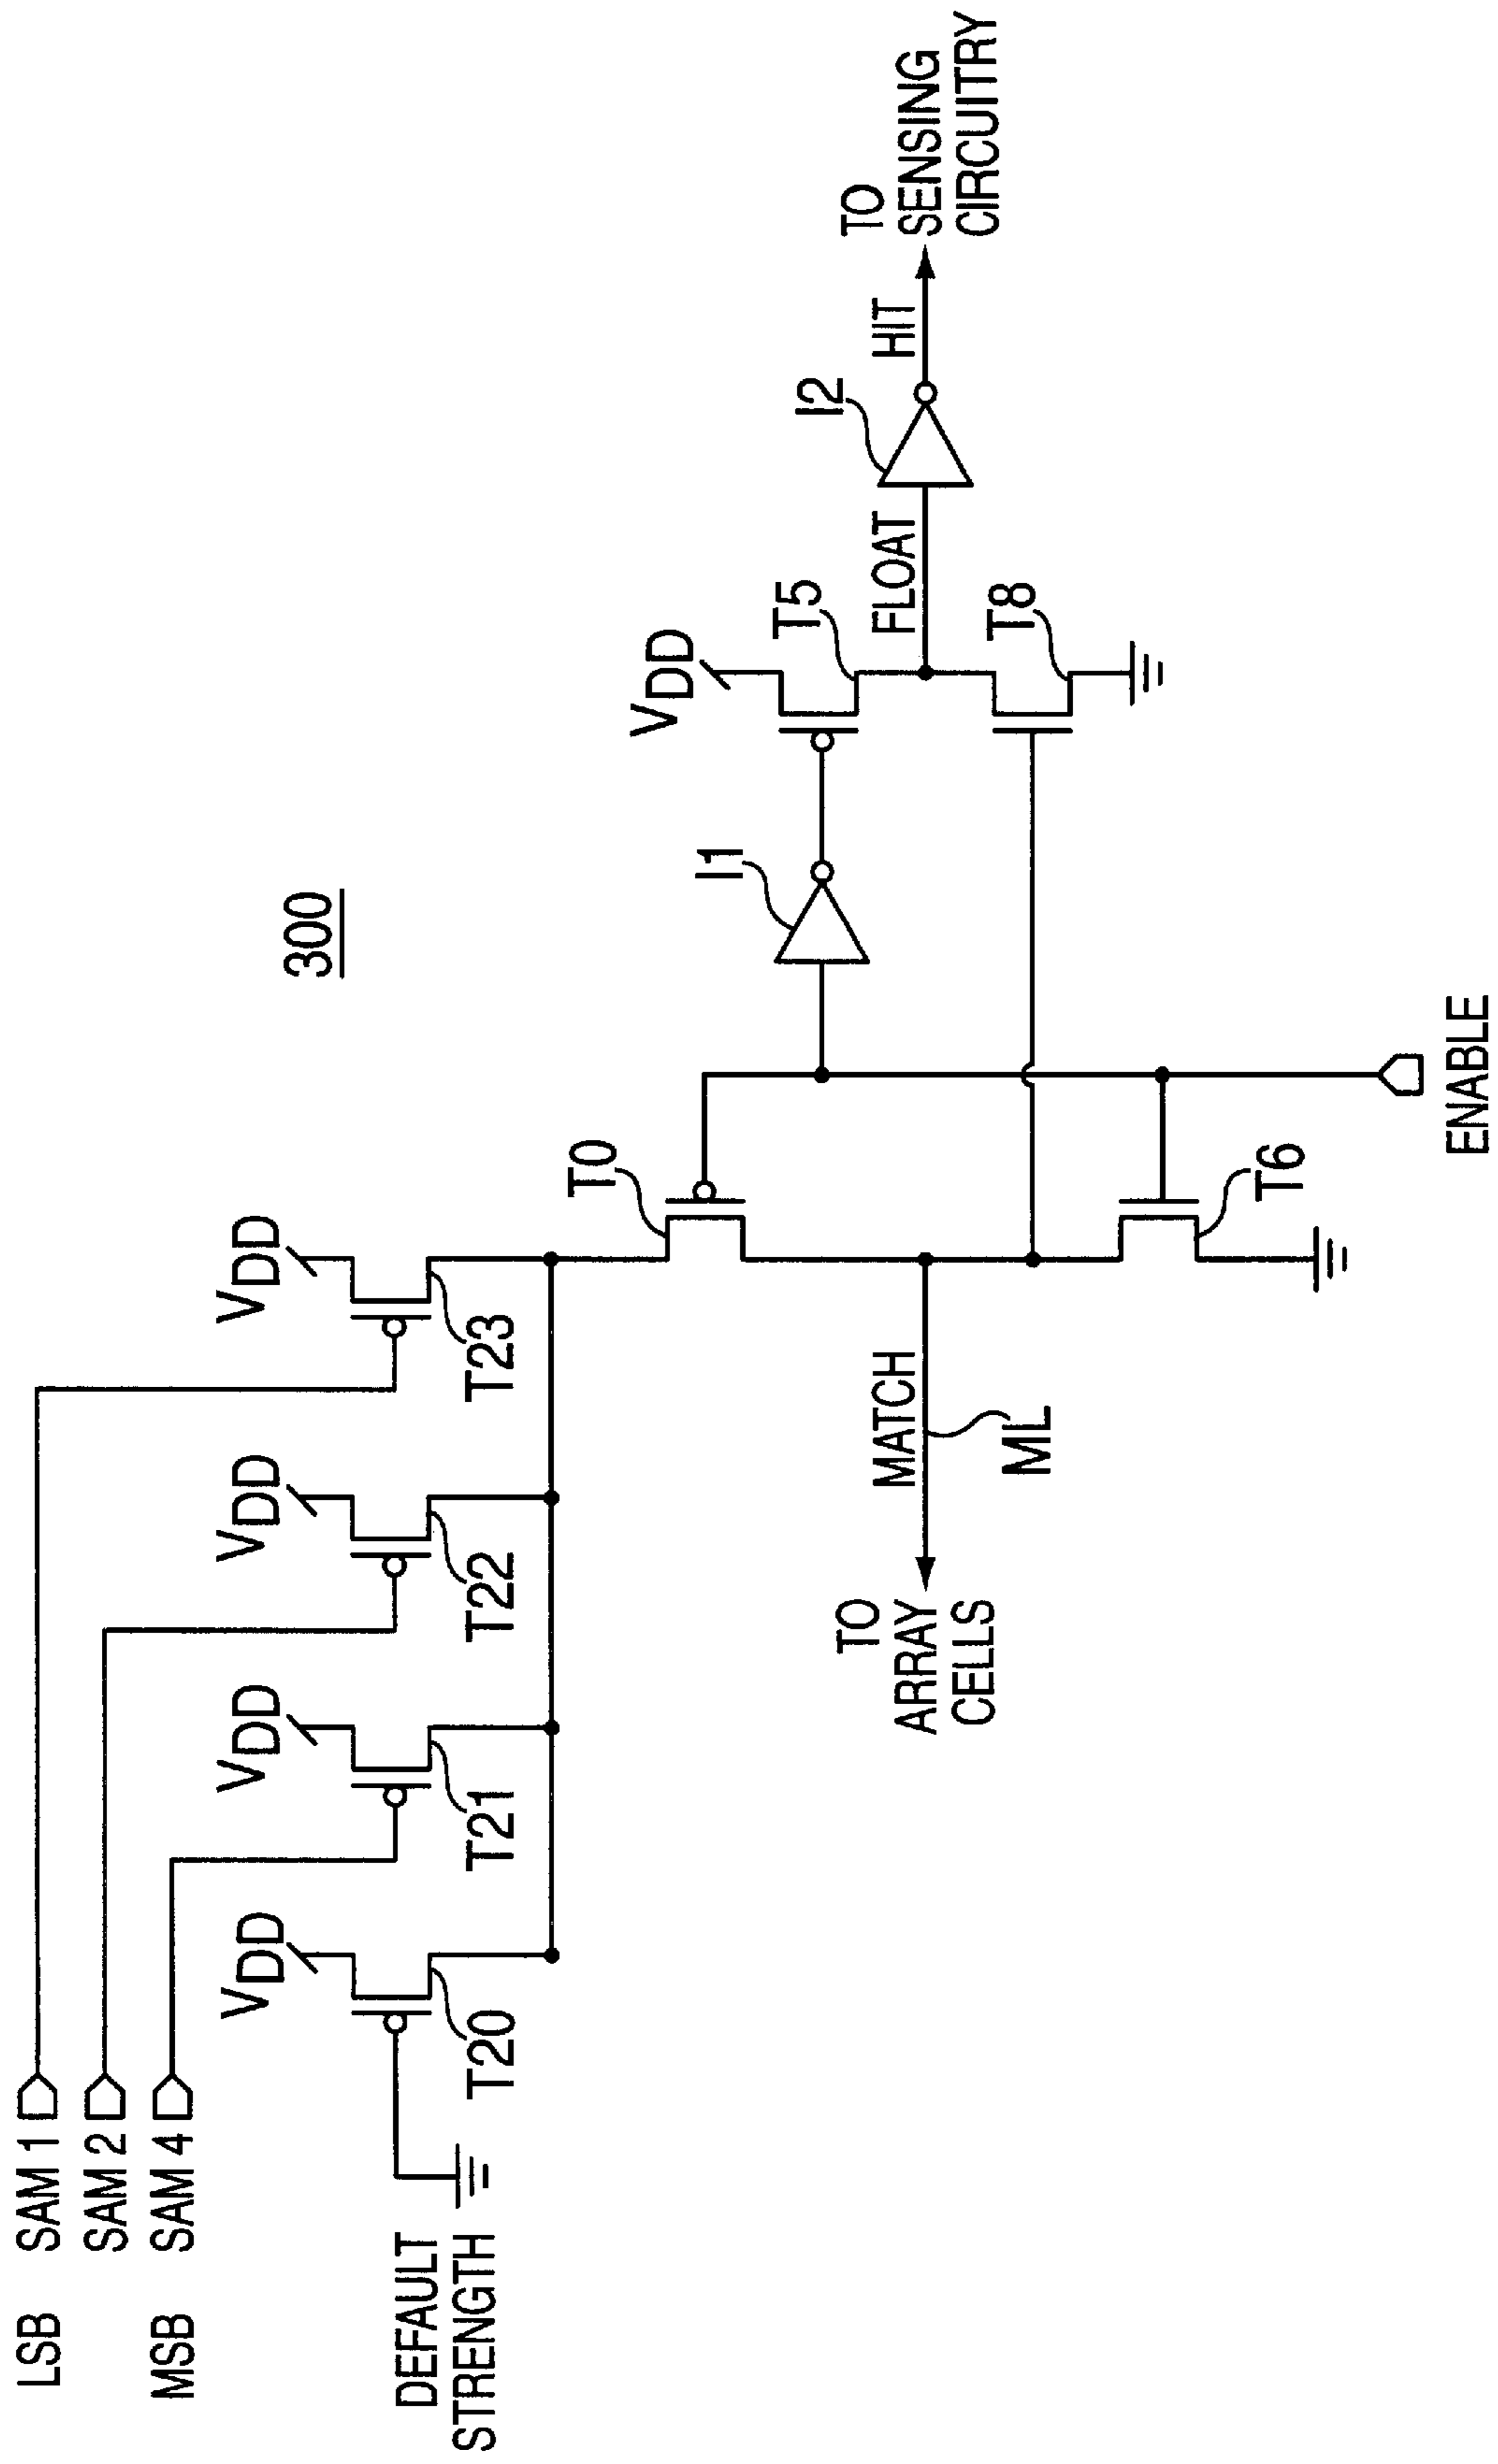 300
LSB SAM 1
SAM 2
MSB SAM 4
DEFAULT
STRENGTH
VDD
VDD
VDD
VDD
T20
T21
T22
T23
T0
VDD
I1
T5
I2
FLOAT
HIT
TO
SENSING
CIRCUITRY
T8
TO
ARRAY
CELLS
MATCH
ML
T6
ENABLE